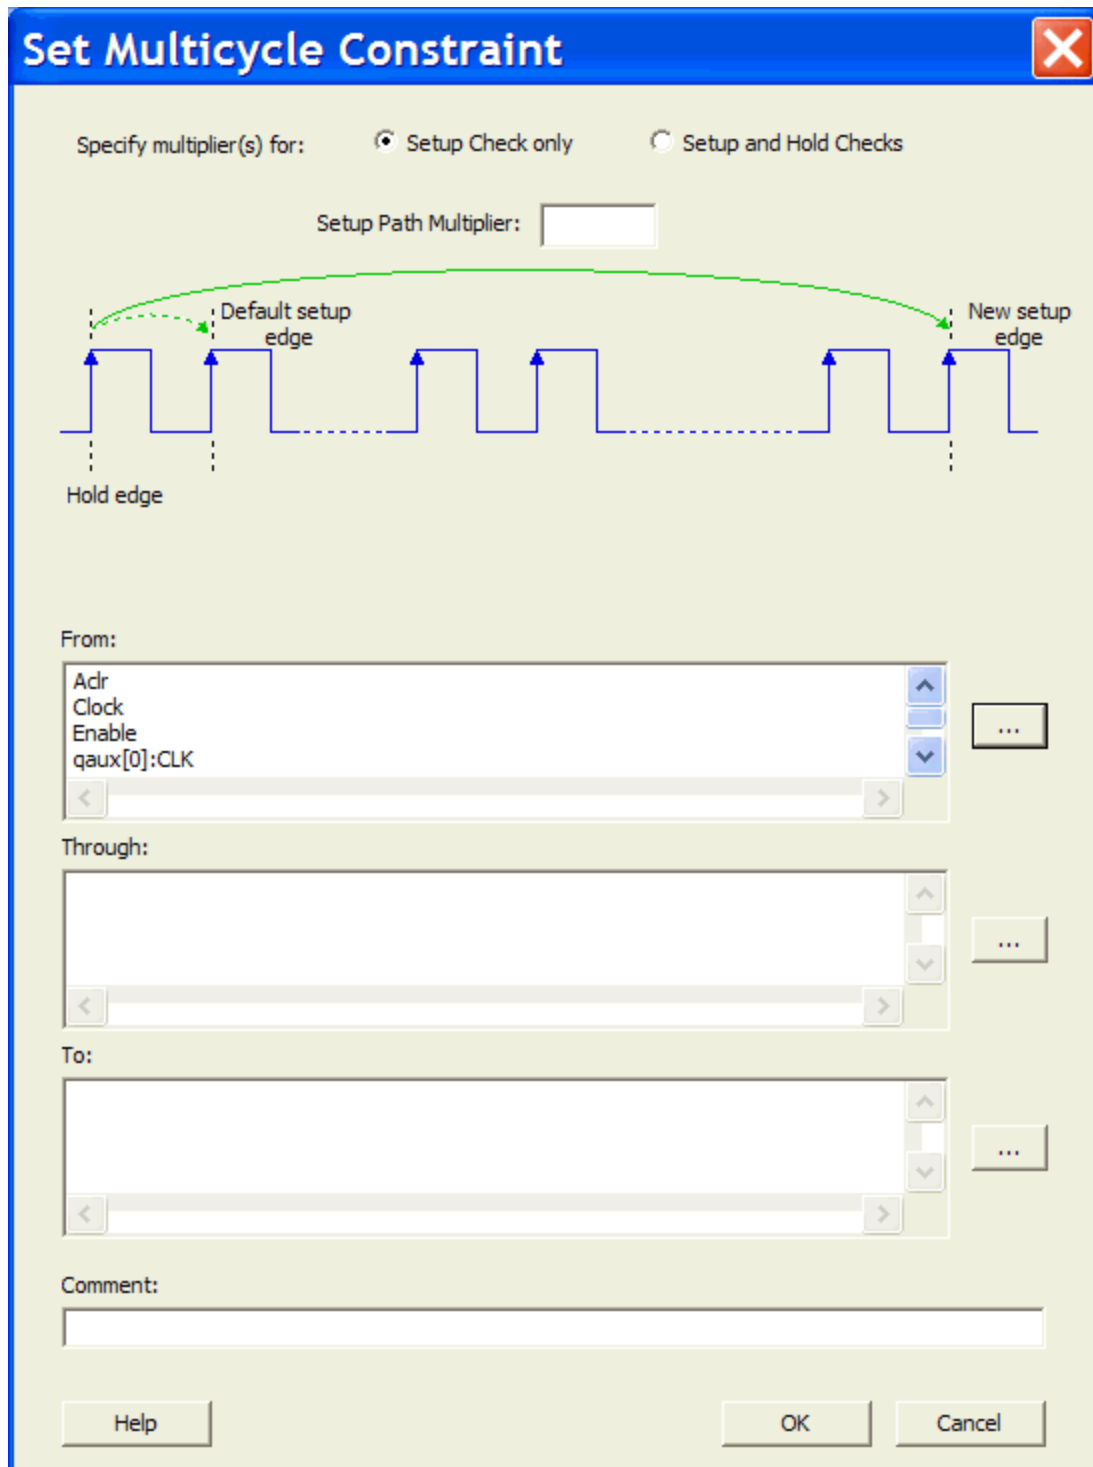 Set Multicycle Constraint
Specify multiplier(s) for: Setup Check only Setup and Hold Checks
Setup Path Multiplier:
Default setup edge
New setup edge
Hold edge
From:
Aclr
Clock
Enable
qaux[0]:CLK
...
Through:
...
To:
...
Comment:
Help OK Cancel